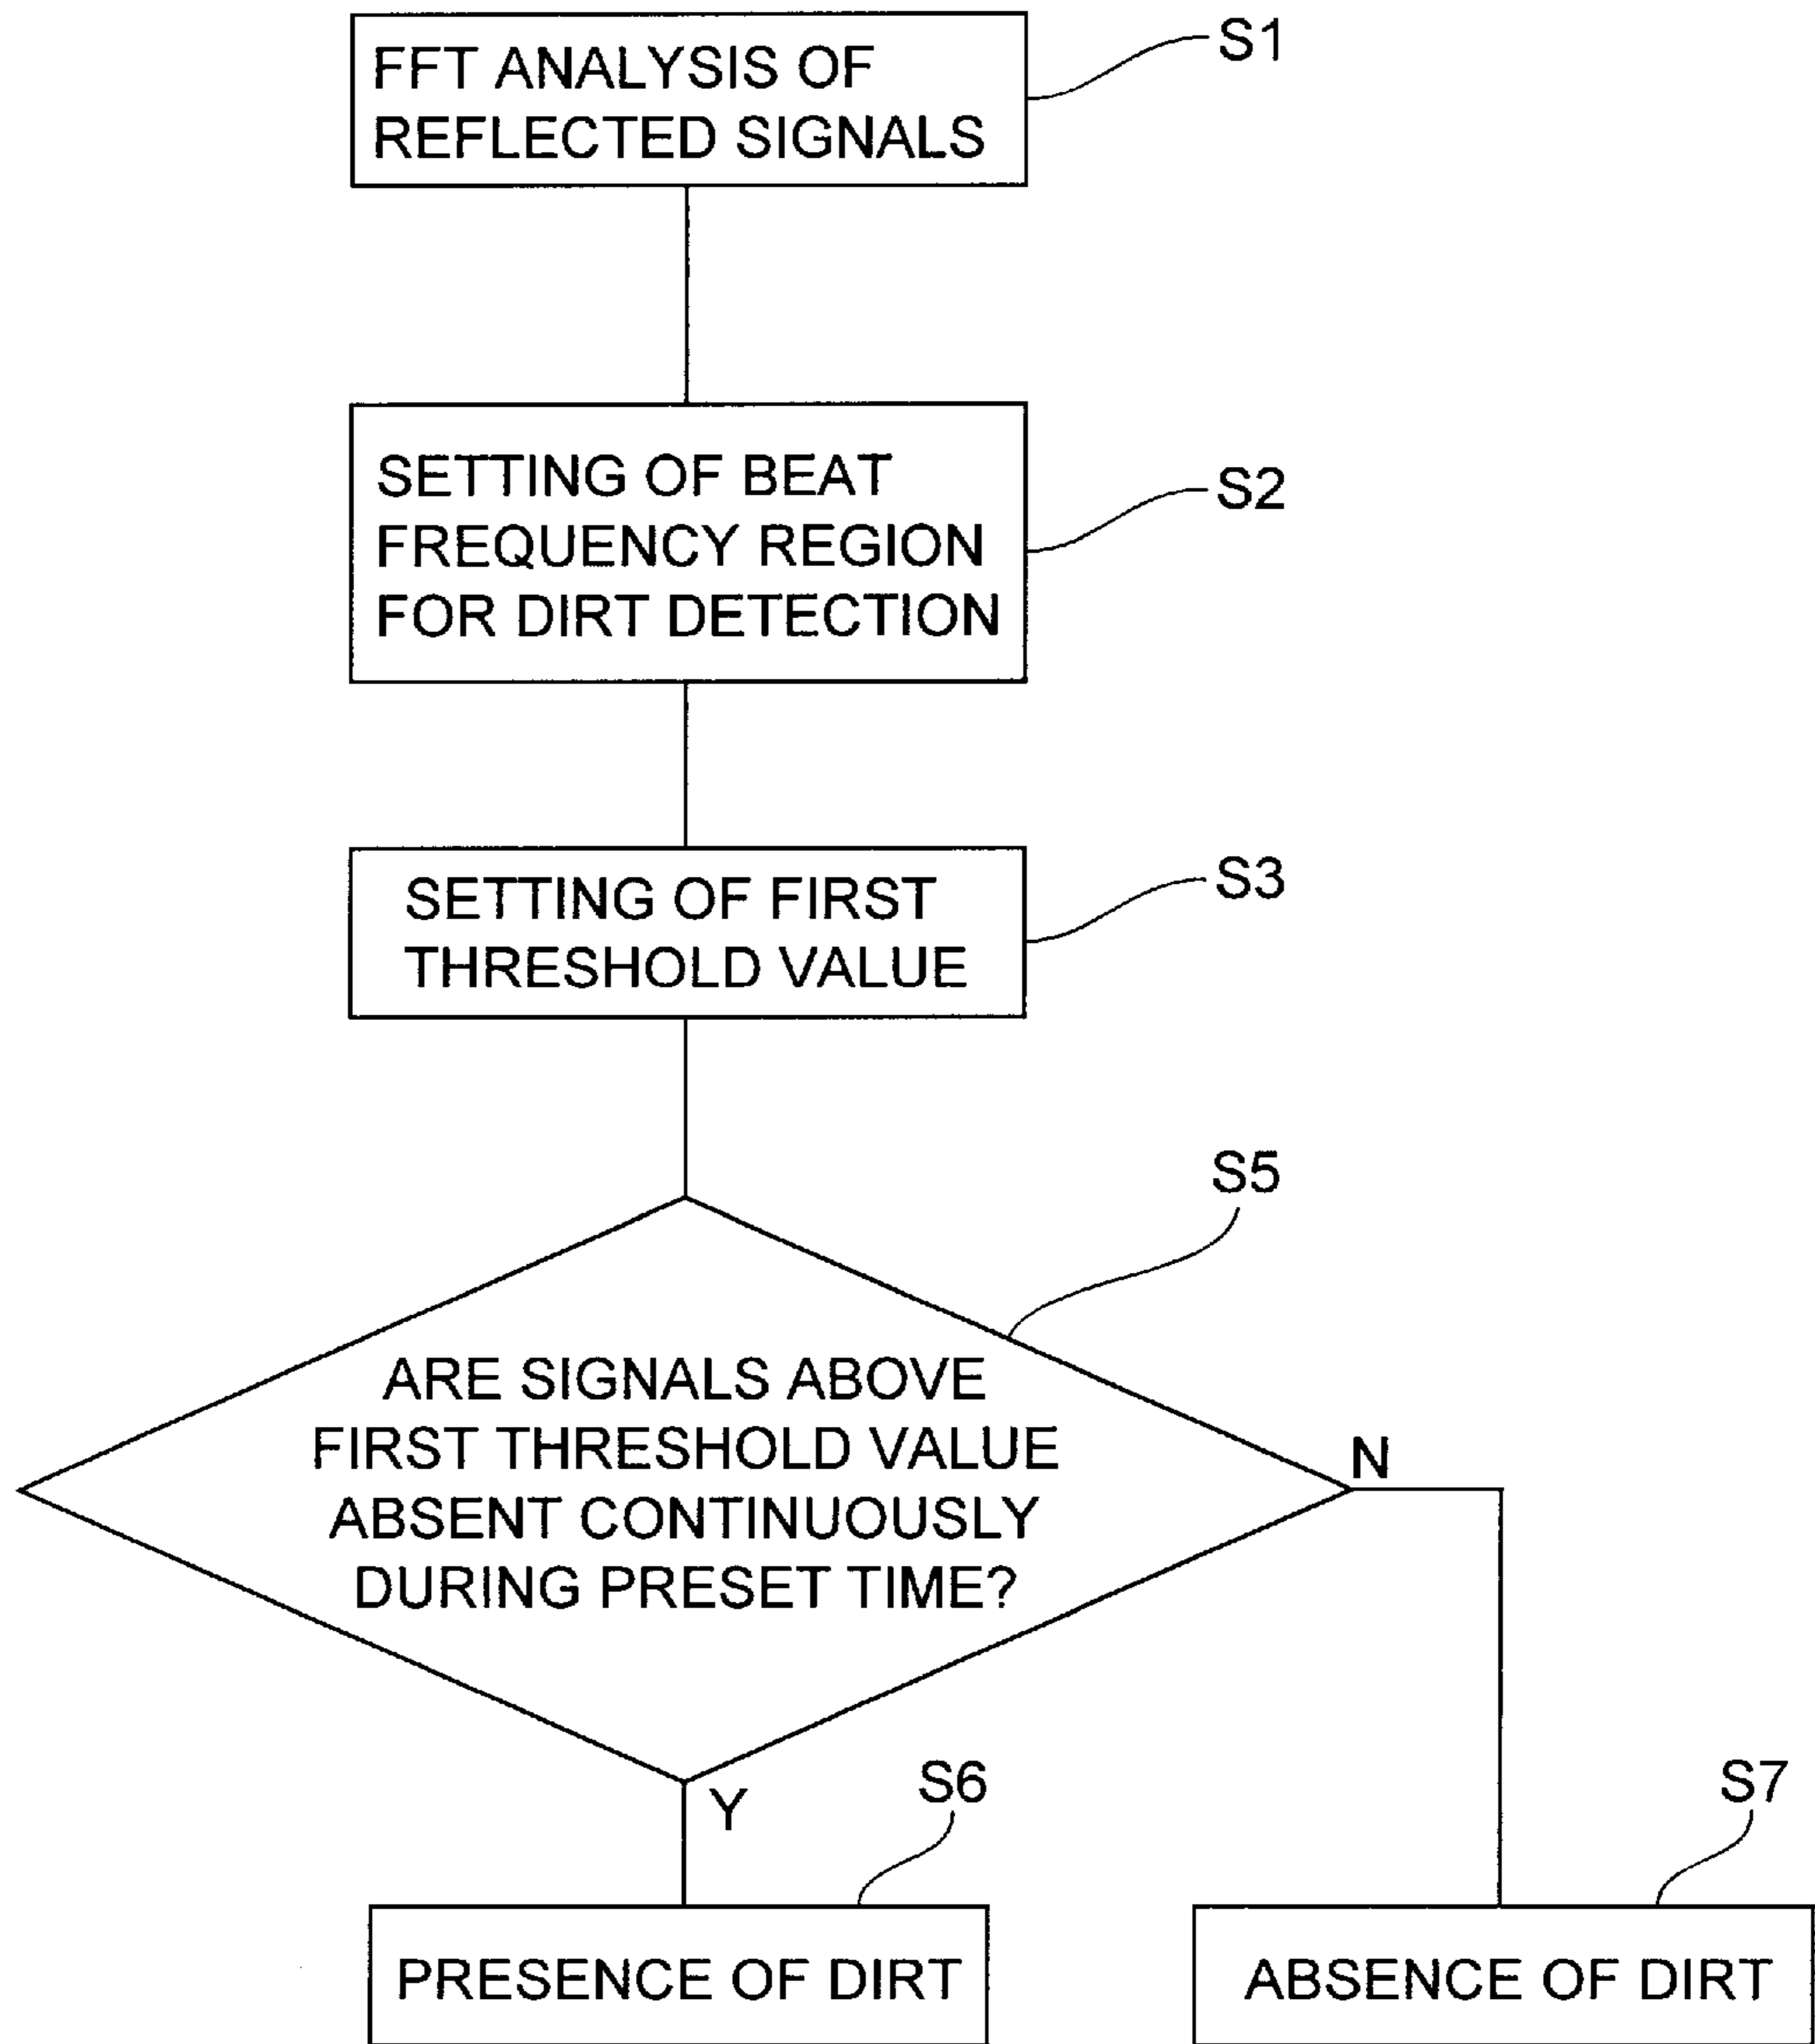 FFT ANALYSIS OF
REFLECTED SIGNALS
S1
SETTING OF BEAT
FREQUENCY REGION
FOR DIRT DETECTION
S2
SETTING OF FIRST
THRESHOLD VALUE
S3
S5
ARE SIGNALS ABOVE
FIRST THRESHOLD VALUE
ABSENT CONTINUOUSLY
DURING PRESET TIME?
N
Y
S6
S7
PRESENCE OF DIRT
ABSENCE OF DIRT